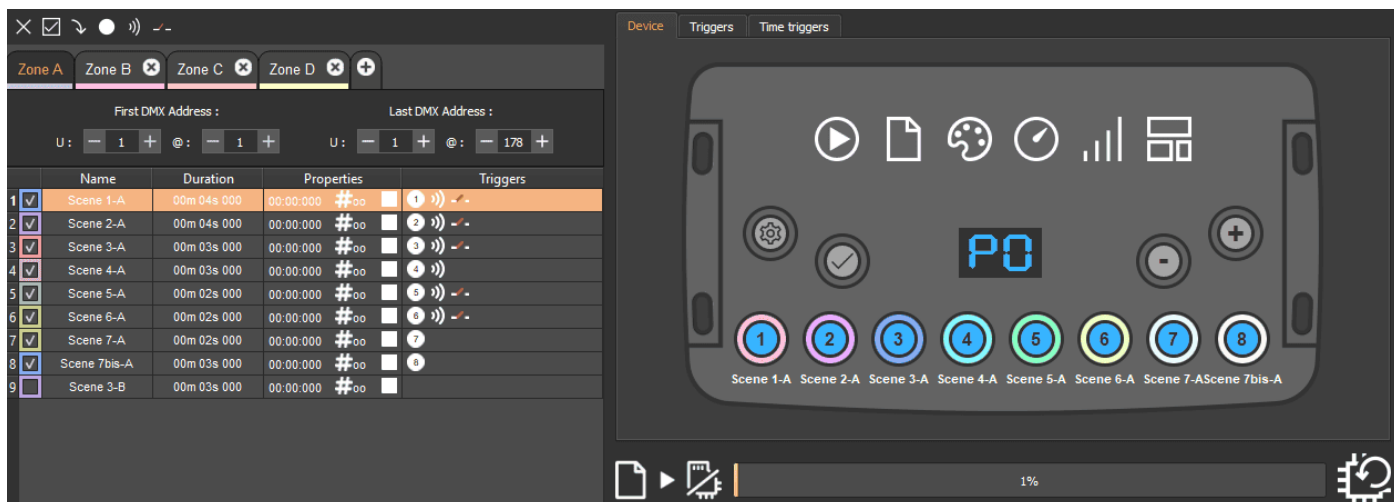 Device Triggers Time triggers
Zone A Zone B Zone C Zone D
First DMX Address : Last DMX Address :
U : 1 @ : 1 U : 1 @ : 178
Name Duration Properties Triggers
1 Scene 1-A 00m 04s 000 00:00:000 #oo 1
2 Scene 2-A 00m 04s 000 00:00:000 #oo 2
3 Scene 3-A 00m 03s 000 00:00:000 #oo 3
4 Scene 4-A 00m 03s 000 00:00:000 #oo 4
5 Scene 5-A 00m 02s 000 00:00:000 #oo 5
6 Scene 6-A 00m 02s 000 00:00:000 #oo 6
7 Scene 7-A 00m 02s 000 00:00:000 #oo 7
8 Scene 7bis-A 00m 03s 000 00:00:000 #oo 8
9 Scene 3-B 00m 03s 000 00:00:000 #oo
P0
1 2 3 4 5 6 7 8
Scene 1-A Scene 2-A Scene 3-A Scene 4-A Scene 5-A Scene 6-A Scene 7-A Scene 7bis-A
1%